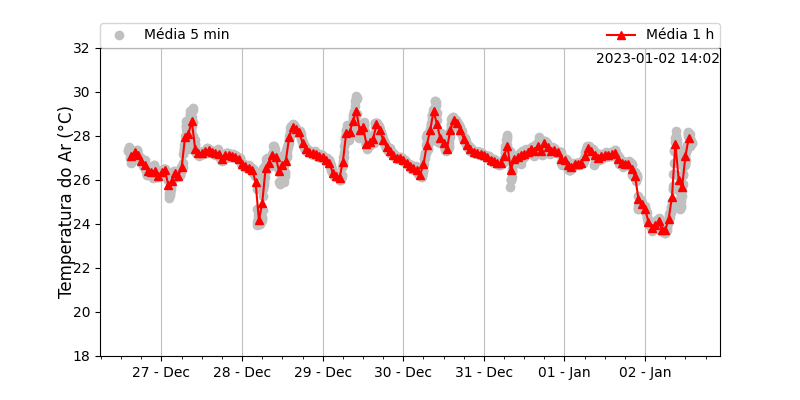 Média 5 min
Média 1 h
2023-01-02 14:02
Temperatura do Ar (°C)
32
30
28
26
24
22
20
18
27 - Dec
28 - Dec
29 - Dec
30 - Dec
31 - Dec
01 - Jan
02 - Jan